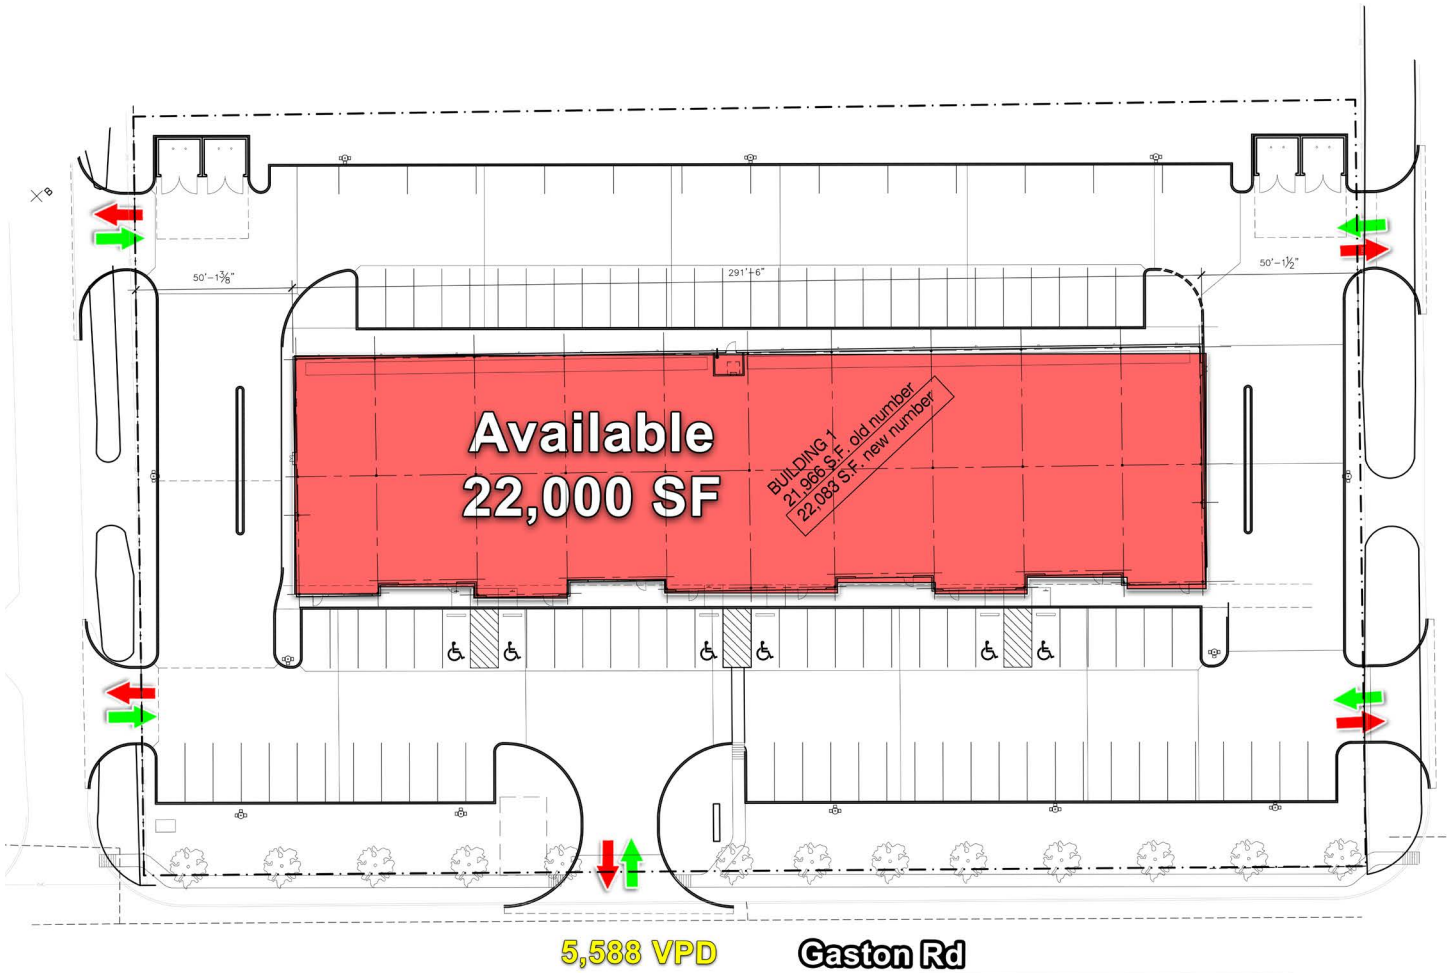 B
50'-1⅜"
291'-6"
50'-1½"
Available
22,000 SF
BUILDING 1
21,966 S.F. old number
22,083 S.F. new number
5,588 VPD
Gaston Rd